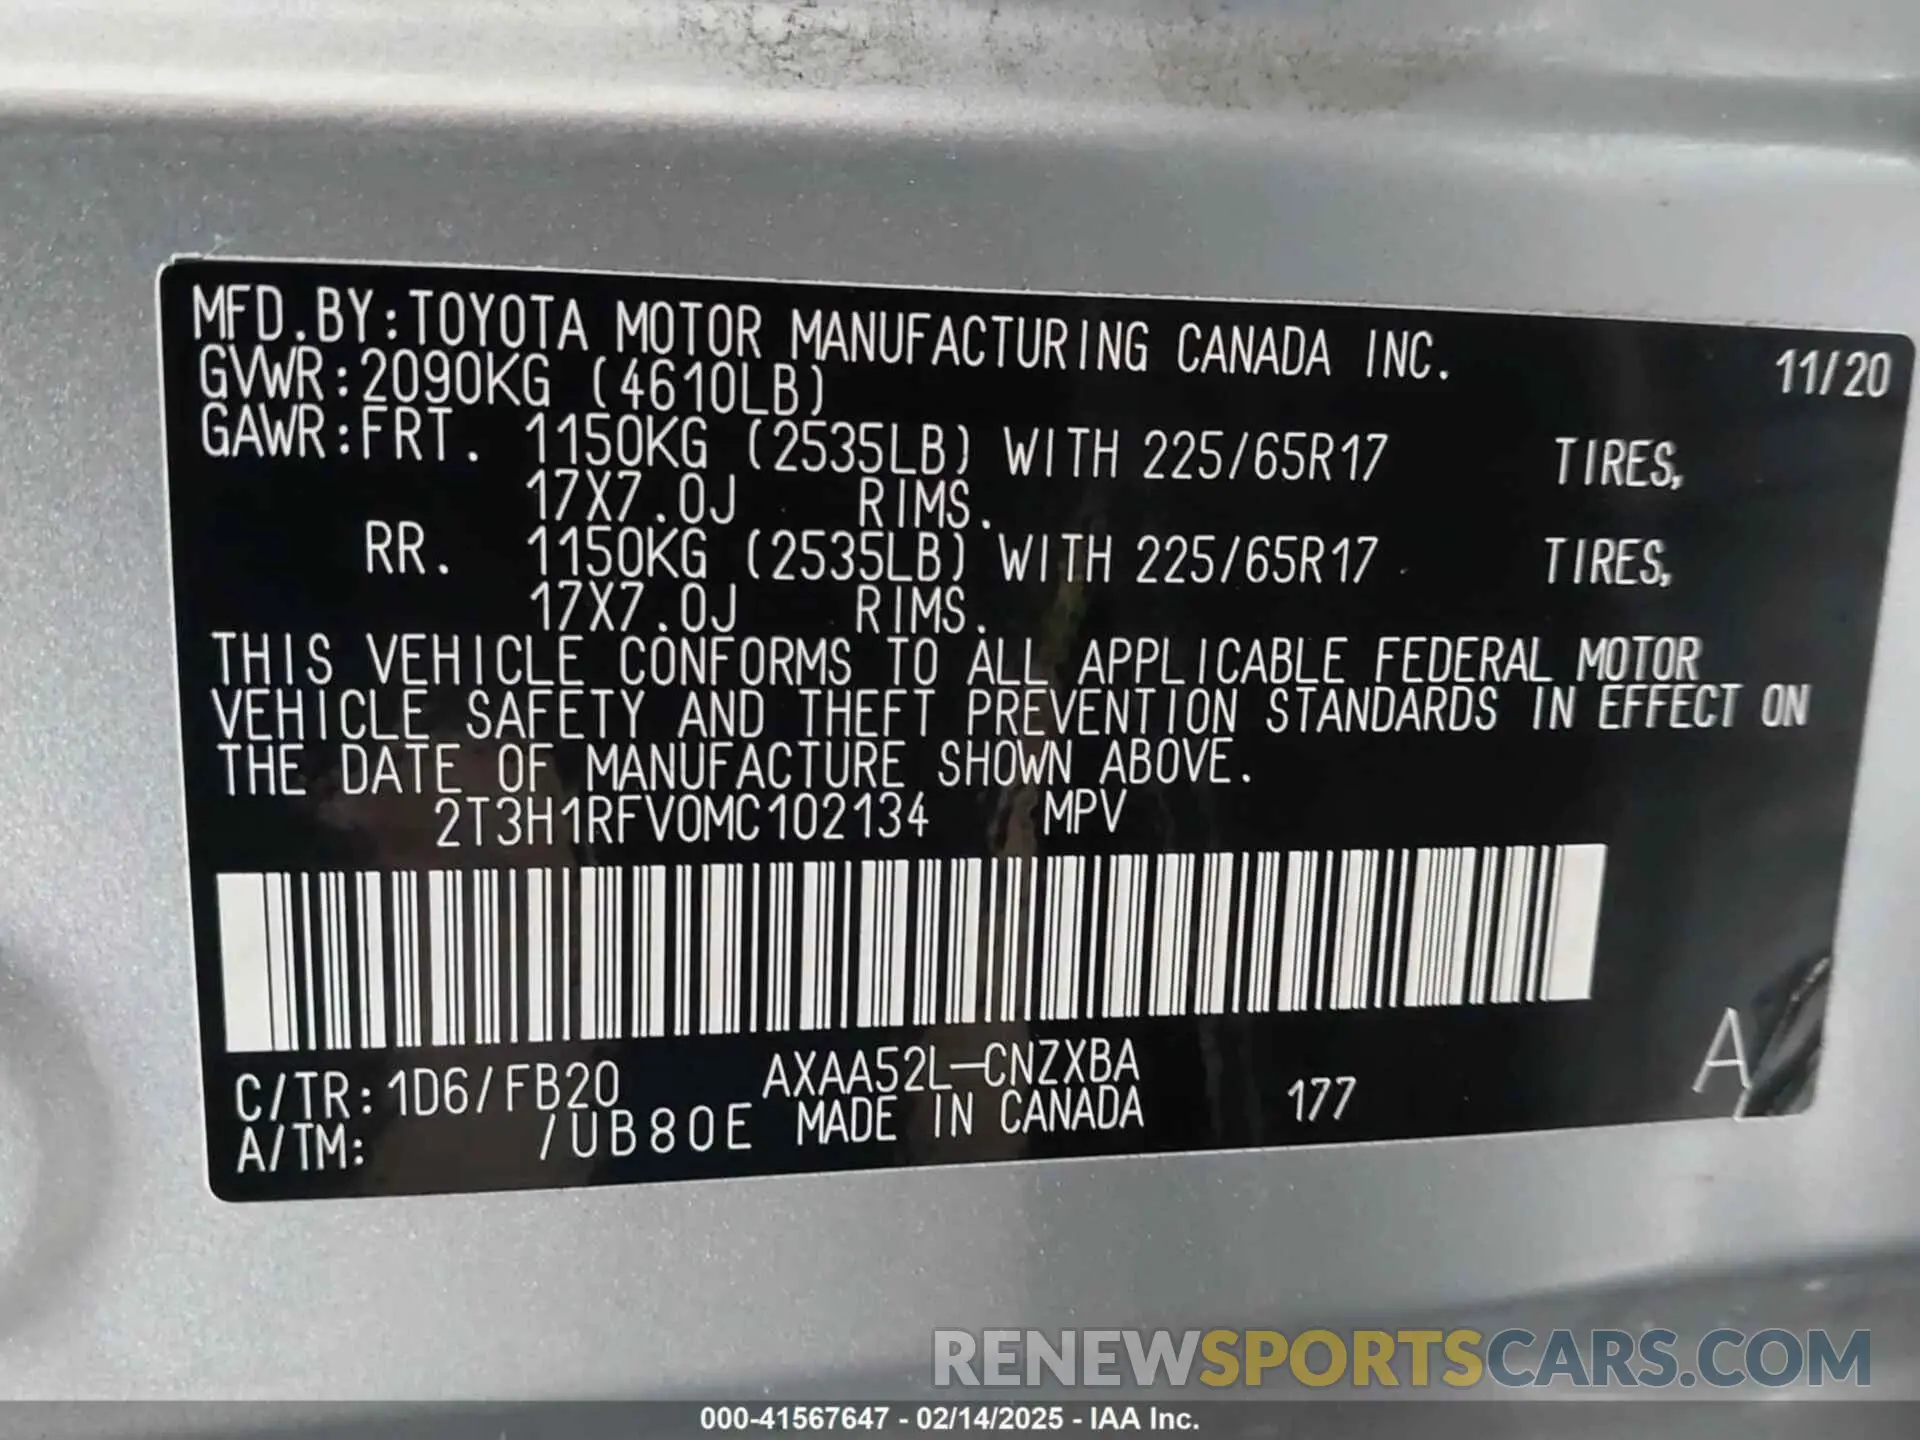 MFD.BY:TOYOTA MOTOR MANUFACTURING CANADA INC. 11/20
GVWR:2090KG (4610LB)
GAWR:FRT. 1150KG (2535LB) WITH 225/65R17 TIRES,
17X7.0J RIMS.
RR. 1150KG (2535LB) WITH 225/65R17 TIRES,
17X7.0J RIMS.
THIS VEHICLE CONFORMS TO ALL APPLICABLE FEDERAL MOTOR
VEHICLE SAFETY AND THEFT PREVENTION STANDARDS IN EFFECT ON
THE DATE OF MANUFACTURE SHOWN ABOVE.
2T3H1RFV0MC102134 MPV
C/TR:1D6/FB20 AXAA52L-CNZXBA
A/TM: /UB80E MADE IN CANADA 177 A
RENEWSPORTSCARS.COM
000-41567647 - 02/14/2025 - IAA Inc.